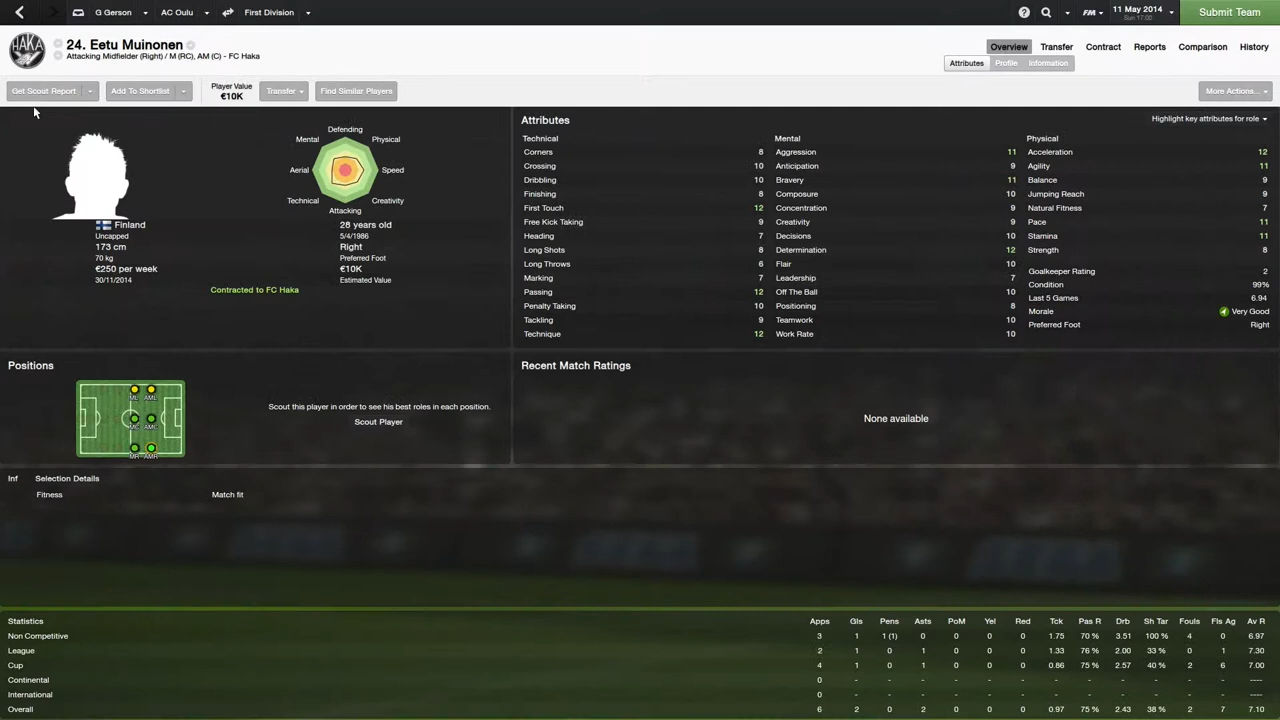 G Gerson
AC Oulu
First Division
FM
11 May 2014
Sun 17:00
Submit Team
HAKA
24. Eetu Muinonen
Attacking Midfielder (Right) / M (RC), AM (C) - FC Haka
Overview Transfer Contract Reports Comparison History
Attributes Profile Information
Get Scout Report
Add To Shortlist
Player Value
€10K
Transfer
Find Similar Players
More Actions...
Defending
Mental Physical
Aerial Speed
Technical Creativity
Attacking
Finland
Uncapped
173 cm
70 kg
€250 per week
30/11/2014
28 years old
5/4/1986
Right
Preferred Foot
€10K
Estimated Value
Contracted to FC Haka
Attributes
Highlight key attributes for role
Technical
Corners 8
Crossing 10
Dribbling 10
Finishing 8
First Touch 12
Free Kick Taking 9
Heading 7
Long Shots 8
Long Throws 6
Marking 7
Passing 12
Penalty Taking 10
Tackling 9
Technique 12
Mental
Aggression 11
Anticipation 9
Bravery 11
Composure 10
Concentration 9
Creativity 9
Decisions 10
Determination 12
Flair 10
Leadership 7
Off The Ball 10
Positioning 8
Teamwork 10
Work Rate 10
Physical
Acceleration 12
Agility 11
Balance 9
Jumping Reach 9
Natural Fitness 7
Pace 11
Stamina 11
Strength 8
Goalkeeper Rating 2
Condition 99%
Last 5 Games 6.94
Morale Very Good
Preferred Foot Right
Positions
ML AML
MC AMC
MR AMR
Scout this player in order to see his best roles in each position.
Scout Player
Recent Match Ratings
None available
Inf Selection Details
Fitness Match fit
Statistics Apps Gls Pens Asts PoM Yel Red Tck Pas R Drb Sh Tar Fouls Fls Ag Av R
Non Competitive 3 1 1 (1) 0 0 0 0 1.75 70 % 3.51 100 % 4 0 6.97
League 2 1 0 1 0 0 0 1.33 76 % 2.00 33 % 0 1 7.30
Cup 4 1 0 1 0 0 0 0.86 75 % 2.57 40 % 2 6 7.00
Continental 0 - - - - - - - - - - - - ----
International 0 - - - - - - - - - - - - ----
Overall 6 2 0 2 0 0 0 0.97 75 % 2.43 38 % 2 7 7.10